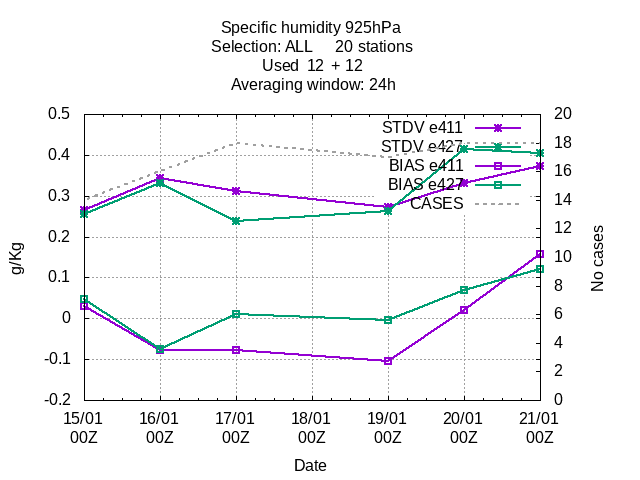 Specific humidity 925hPa
Selection: ALL     20 stations
Used  12  + 12
Averaging window: 24h
STDV e411
STDV e427
BIAS e411
BIAS e427
CASES
g/Kg
0.5
0.4
0.3
0.2
0.1
0
-0.1
-0.2
20
18
16
14
12
10
8
6
4
2
0
No cases
15/01 16/01 17/01 18/01 19/01 20/01 21/01
00Z 00Z 00Z 00Z 00Z 00Z 00Z
Date